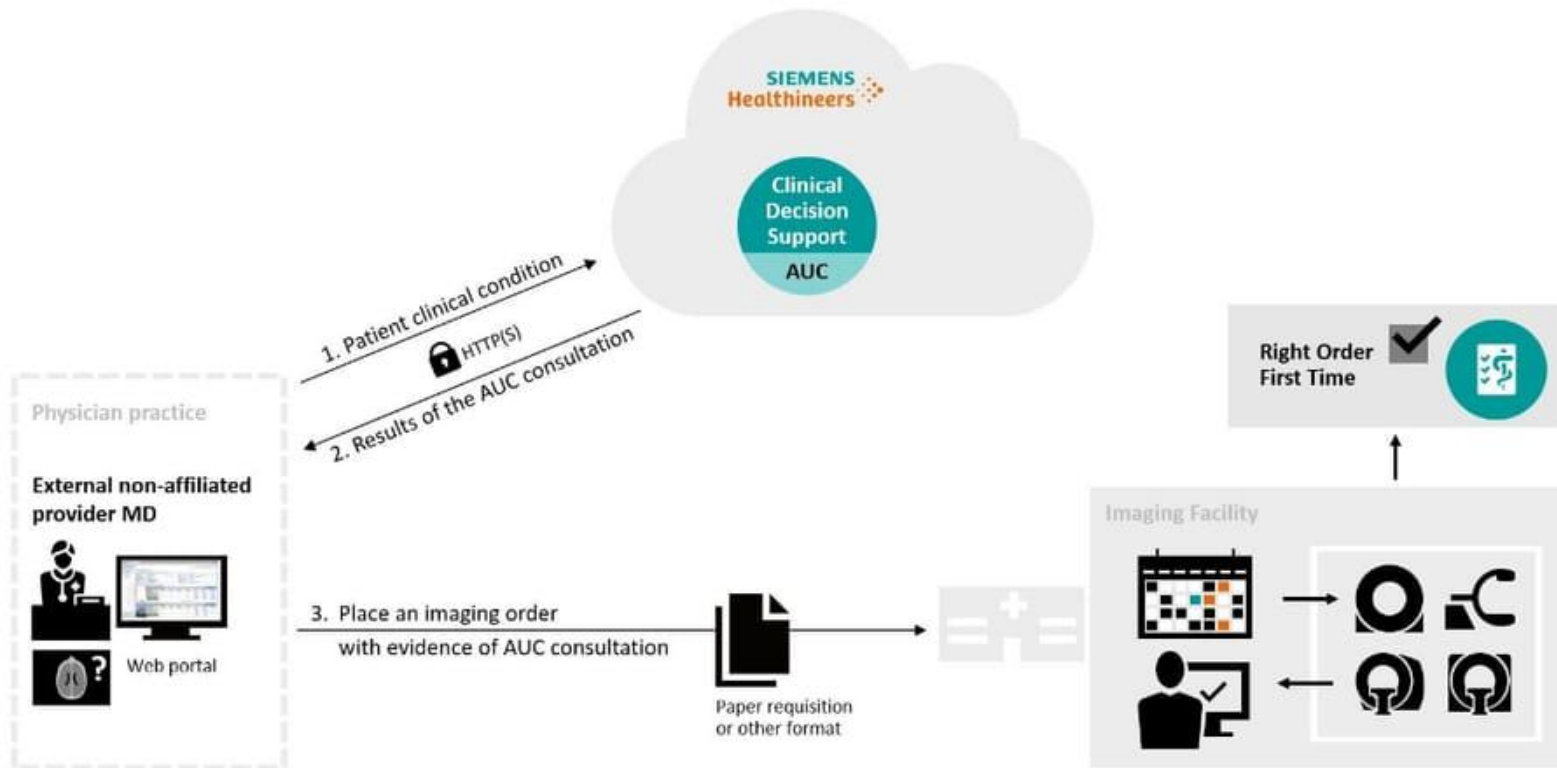 SIEMENS
Healthineers
Clinical
Decision
Support
AUC
1. Patient clinical condition
HTTP(S)
2. Results of the AUC consultation
Right Order
First Time
Physician practice
External non-affiliated
provider MD
?
Web portal
3. Place an imaging order
with evidence of AUC consultation
Paper requisition
or other format
Imaging Facility